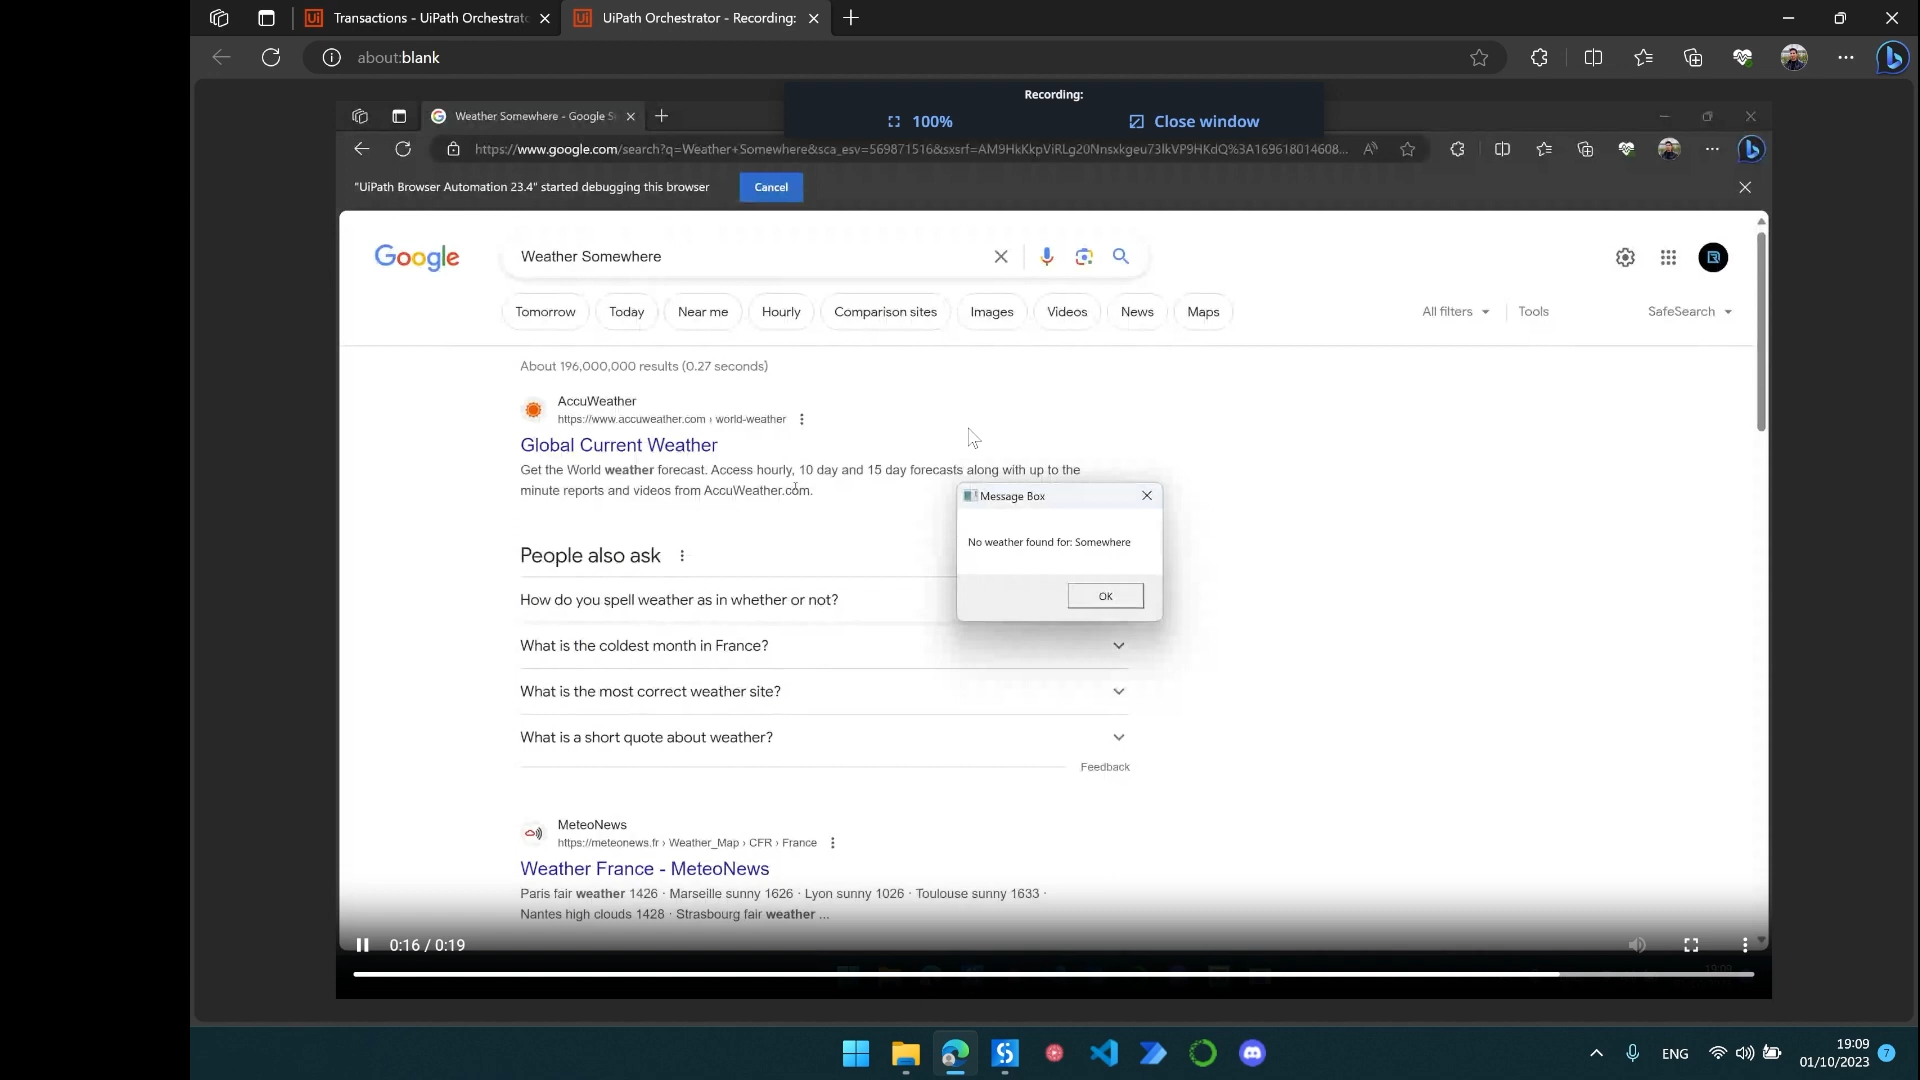 Transactions - UiPath Orchestrato
UiPath Orchestrator - Recording:
about:blank
Recording:
100%
Close window
Weather Somewhere - Google S
https://www.google.com/search?q=Weather+Somewhere&sca_esv=569871516&sxsrf=AM9HkKkpViRLg20Nnsxkgeu73lkVP9HKdQ%3A169618014608...
"UiPath Browser Automation 23.4" started debugging this browser
Cancel
Google
Weather Somewhere
Tomorrow
Today
Near me
Hourly
Comparison sites
Images
Videos
News
Maps
All filters
Tools
SafeSearch
About 196,000,000 results (0.27 seconds)
AccuWeather
https://www.accuweather.com › world-weather
Global Current Weather
Get the World weather forecast. Access hourly, 10 day and 15 day forecasts along with up to the
minute reports and videos from AccuWeather.com.
Message Box
No weather found for: Somewhere
OK
People also ask
How do you spell weather as in whether or not?
What is the coldest month in France?
What is the most correct weather site?
What is a short quote about weather?
Feedback
MeteoNews
https://meteonews.fr › Weather_Map › CFR › France
Weather France - MeteoNews
Paris fair weather 1426 · Marseille sunny 1626 · Lyon sunny 1026 · Toulouse sunny 1633 ·
Nantes high clouds 1428 · Strasbourg fair weather ...
0:16 / 0:19
19:09
ENG
19:09
01/10/2023
7